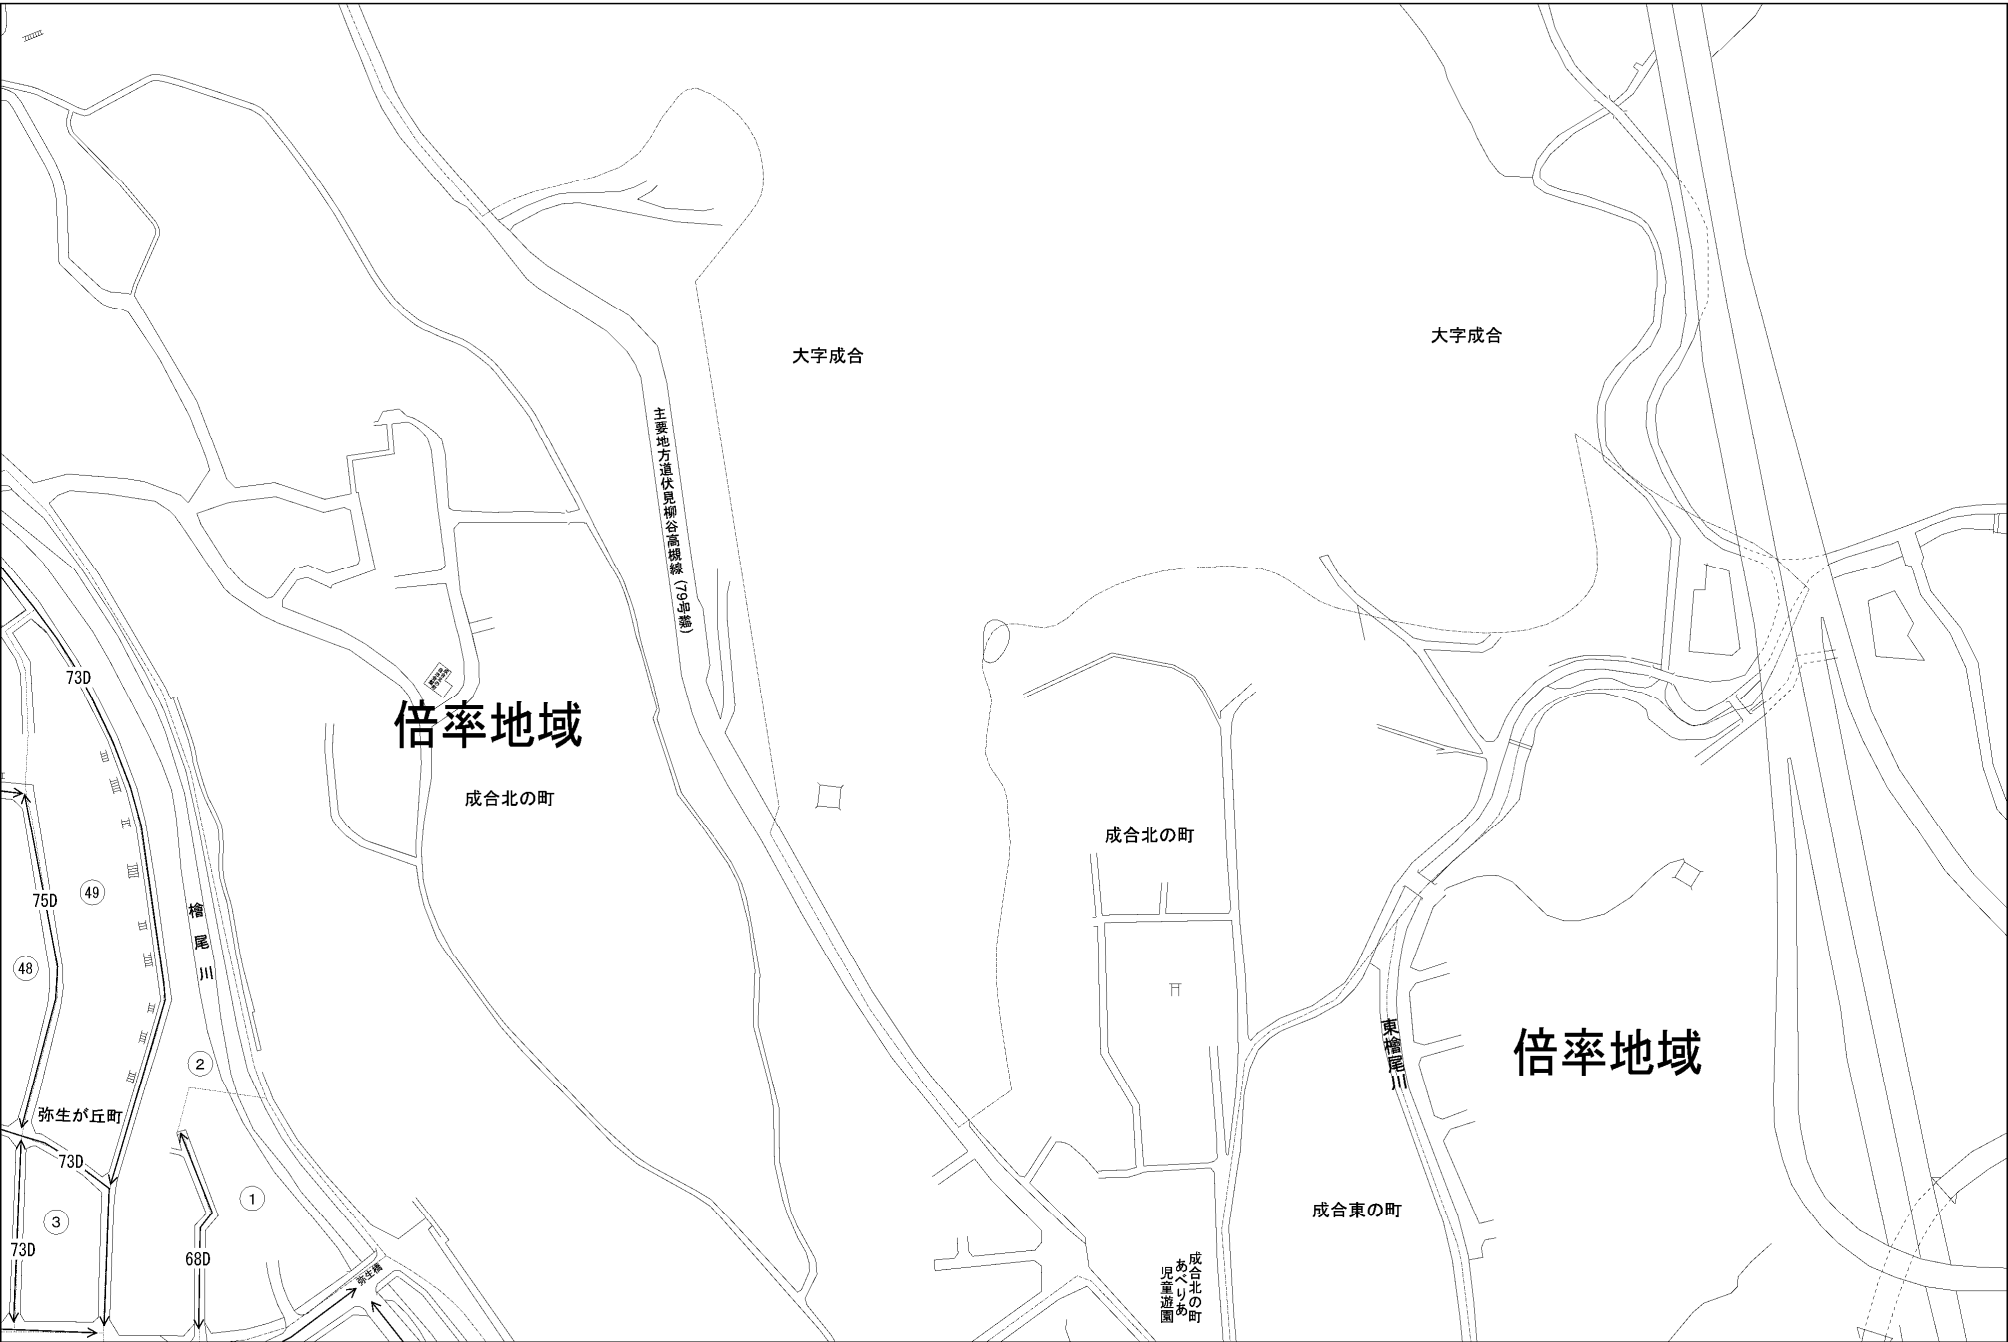 大字成合
大字成合
主要地方道伏見柳谷高槻線(79号線)
73D
倍率地域
成合北の町
成合北の町
75D
49
檜尾川
48
東檜尾川
倍率地域
2
弥生が丘町
73D
1
3
成合東の町
73D
68D
弥生橋
成合北の町
あべりあ
児童遊園